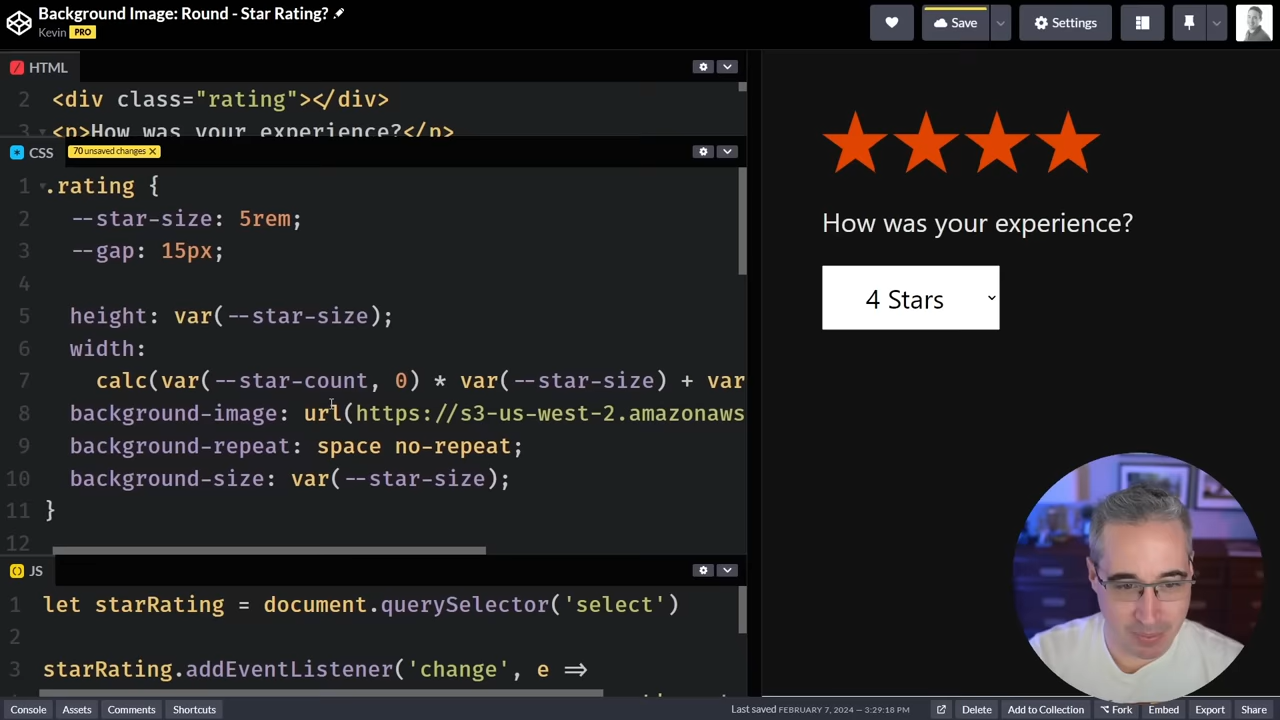 Background Image: Round - Star Rating?
Kevin PRO
Save
Settings
HTML
2 <div class="rating"></div>
3 <p>How was your experience?</p>
CSS
70 unsaved changes X
1 .rating {
2 --star-size: 5rem;
3 --gap: 15px;
4
5 height: var(--star-size);
6 width:
7 calc(var(--star-count, 0) * var(--star-size) + var
8 background-image: url(https://s3-us-west-2.amazonaws
9 background-repeat: space no-repeat;
10 background-size: var(--star-size);
11 }
12
JS
1 let starRating = document.querySelector('select')
2
3 starRating.addEventListener('change', e =>
How was your experience?
4 Stars
Console Assets Comments Shortcuts
Last saved FEBRUARY 7, 2024 — 3:29:18 PM
Delete Add to Collection Fork Embed Export Share